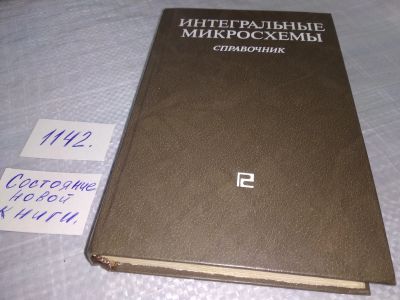 ИНТЕГРАЛЬНЫЕ
МИКРОСХЕМЫ
СПРАВОЧНИК
1142.
Состояние
новой
книги.